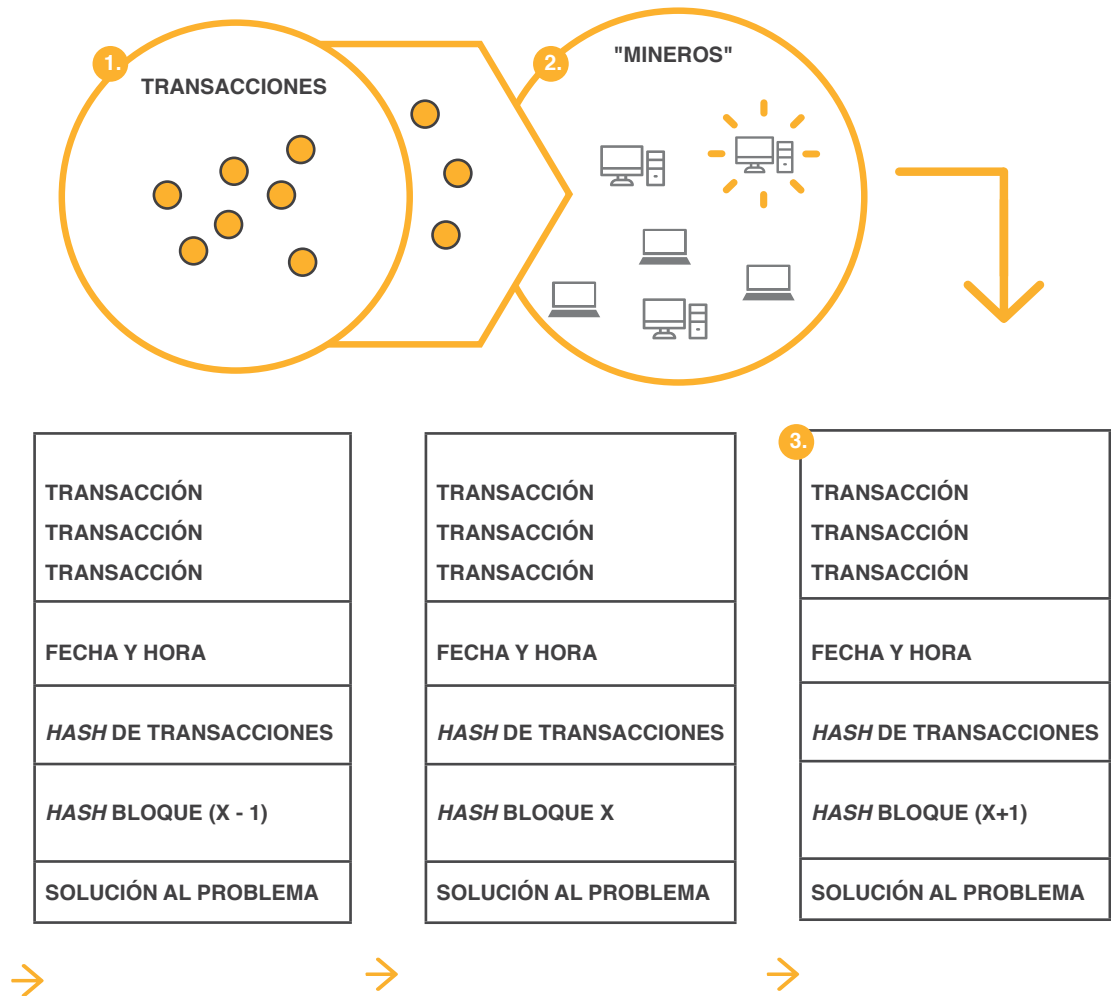 1.
TRANSACCIONES
2.
"MINEROS"
TRANSACCIÓN
TRANSACCIÓN
TRANSACCIÓN
FECHA Y HORA
HASH DE TRANSACCIONES
HASH BLOQUE (X - 1)
SOLUCIÓN AL PROBLEMA
TRANSACCIÓN
TRANSACCIÓN
TRANSACCIÓN
FECHA Y HORA
HASH DE TRANSACCIONES
HASH BLOQUE X
SOLUCIÓN AL PROBLEMA
3.
TRANSACCIÓN
TRANSACCIÓN
TRANSACCIÓN
FECHA Y HORA
HASH DE TRANSACCIONES
HASH BLOQUE (X+1)
SOLUCIÓN AL PROBLEMA